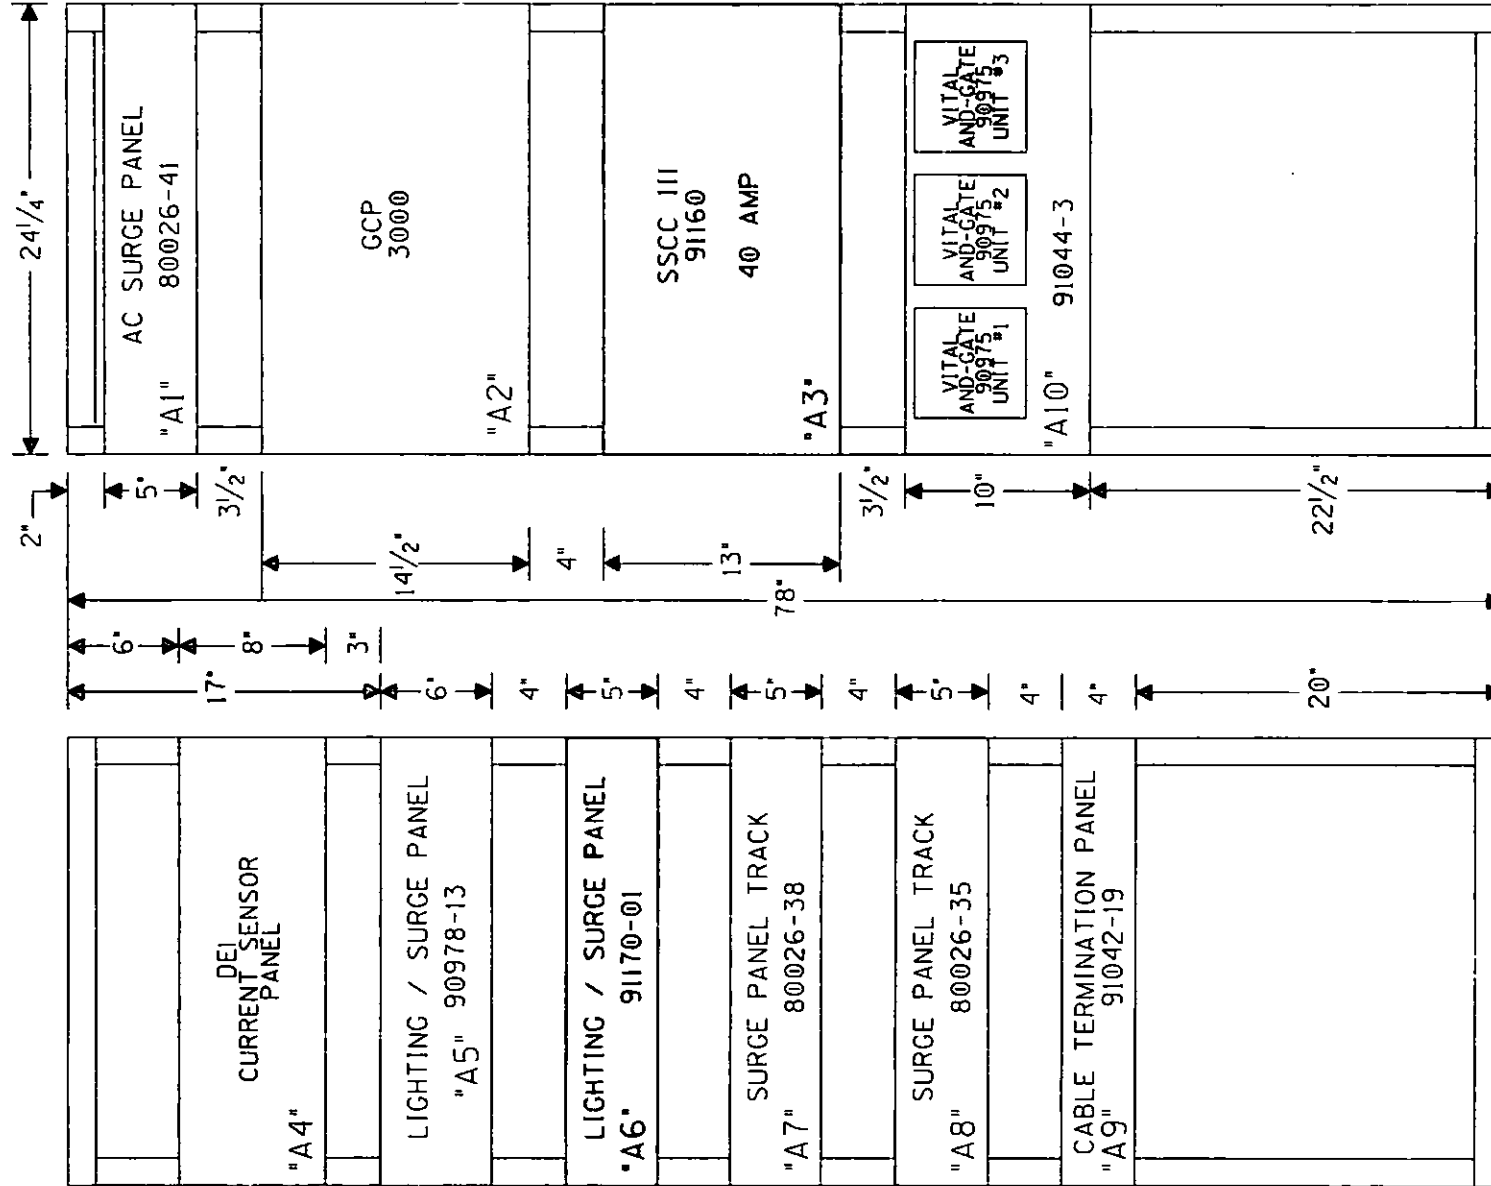 24¼"
2"
AC SURGE PANEL
80026-41
"A1"
5"
3½"
GCP
3000
"A2"
14½"
4"
SSCC III
91160
40 AMP
"A3"
13"
3½"
VITAL
AND-GATE
90975
UNIT #1
VITAL
AND-GATE
90975
UNIT #2
VITAL
AND-GATE
90975
UNIT #3
"A10"
91044-3
10"
22½"
78"
6"
8"
3"
17"
6"
4"
5"
4"
5"
4"
5"
4"
4"
20"
DEI
CURRENT SENSOR
PANEL
"A4"
LIGHTING / SURGE PANEL
"A5" 90978-13
LIGHTING / SURGE PANEL
"A6" 91170-01
SURGE PANEL TRACK
"A7" 80026-38
SURGE PANEL TRACK
"A8" 80026-35
CABLE TERMINATION PANEL
"A9" 91042-19